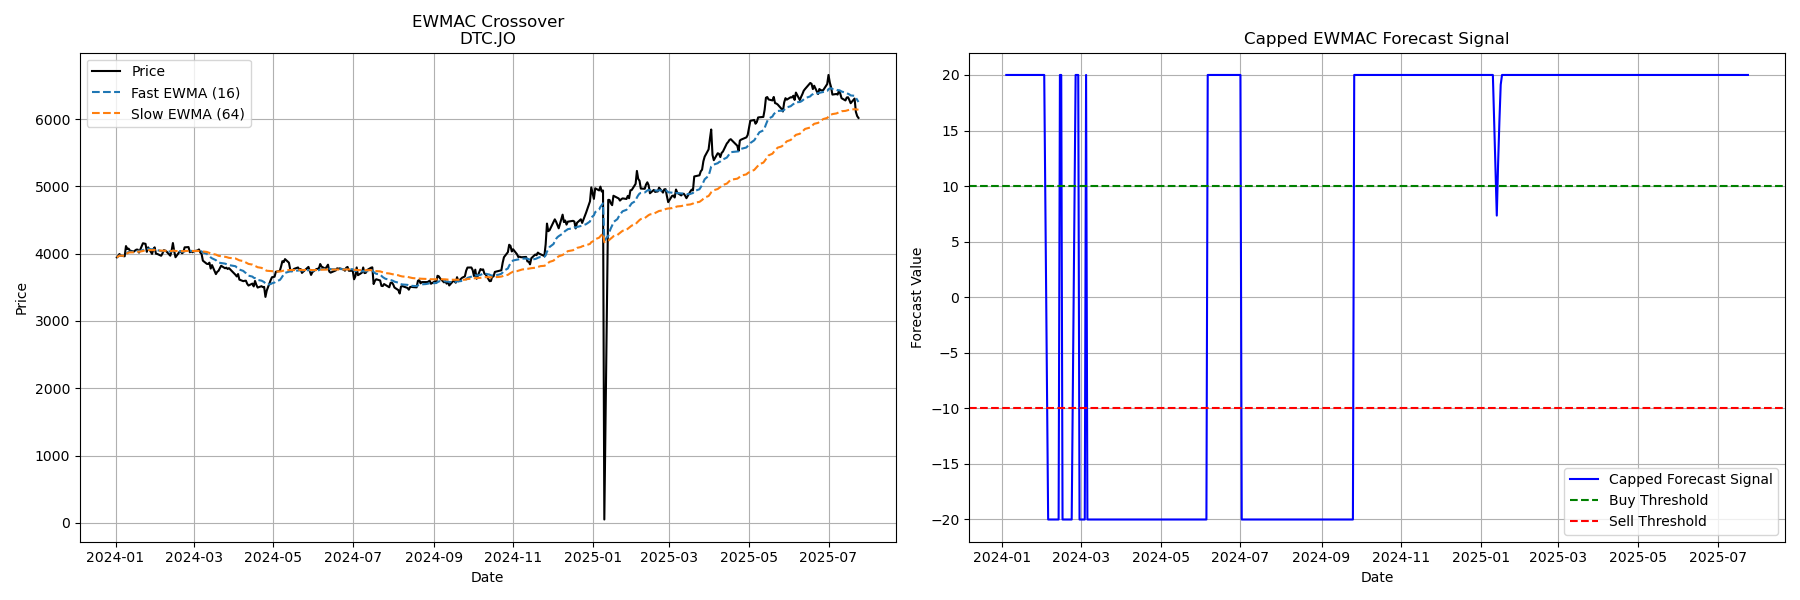 EWMAC Crossover
DTC.JO
Price
Fast EWMA (16)
Slow EWMA (64)
Price
6000
5000
4000
3000
2000
1000
0
2024-01 2024-03 2024-05 2024-07 2024-09 2024-11 2025-01 2025-03 2025-05 2025-07
Date
Capped EWMAC Forecast Signal
Forecast Value
20
15
10
5
0
−5
−10
−15
−20
Capped Forecast Signal
Buy Threshold
Sell Threshold
2024-01 2024-03 2024-05 2024-07 2024-09 2024-11 2025-01 2025-03 2025-05 2025-07
Date